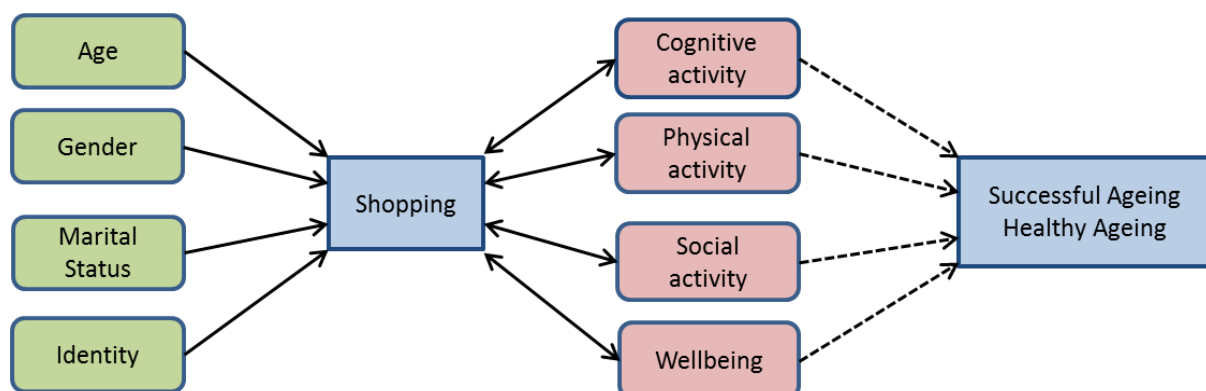 Age
Gender
Marital
Status
Identity
Shopping
Cognitive
activity
Physical
activity
Social
activity
Wellbeing
Successful Ageing
Healthy Ageing